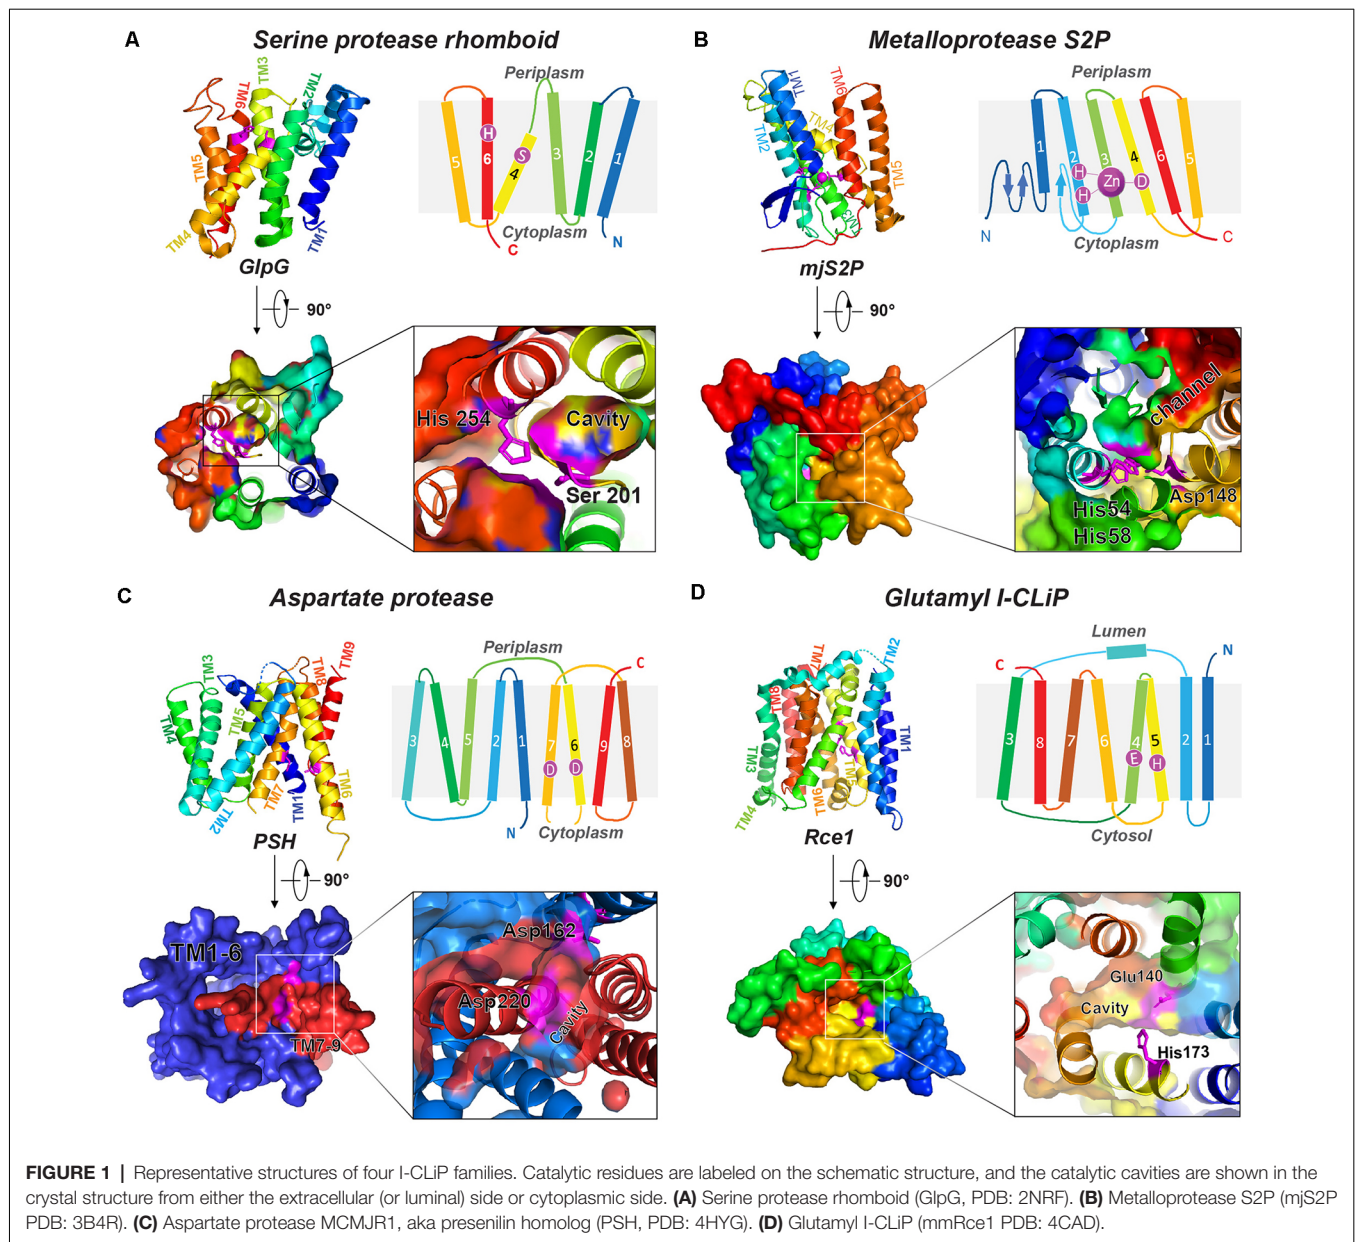 A
Serine protease rhomboid
TM6
TM3
TM2
TM5
TM4
TM1
GlpG
Periplasm
H
S
5
6
4
3
2
1
Cytoplasm
C
N
90°
His 254
Cavity
Ser 201
B
Metalloprotease S2P
TM1
TM6
TM4
TM2
TM5
TM3
mjS2P
Periplasm
1
2
3
4
6
5
H
Zn
D
H
N
Cytoplasm
C
90°
channel
Asp148
His54
His58
C
Aspartate protease
TM3
TM8
TM9
TM5
TM4
TM7
TM1
TM6
TM2
PSH
Periplasm
C
3
4
5
2
1
7
6
9
8
D
D
N
Cytoplasm
90°
TM1-6
TM7-9
Asp162
Asp220
Cavity
D
Glutamyl I-CLiP
TM7
TM2
TM8
TM1
TM3
TM5
TM4
TM6
Rce1
Lumen
C
N
3
8
7
6
4
5
2
1
E
H
Cytosol
90°
Glu140
Cavity
His173
FIGURE 1 | Representative structures of four I-CLiP families. Catalytic residues are labeled on the schematic structure, and the catalytic cavities are shown in the
crystal structure from either the extracellular (or luminal) side or cytoplasmic side. (A) Serine protease rhomboid (GlpG, PDB: 2NRF). (B) Metalloprotease S2P (mjS2P
PDB: 3B4R). (C) Aspartate protease MCMJR1, aka presenilin homolog (PSH, PDB: 4HYG). (D) Glutamyl I-CLiP (mmRce1 PDB: 4CAD).